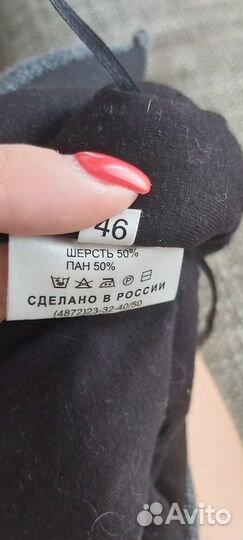 46
ШЕРСТЬ 50%
ПАН 50%
СДЕЛАНО В РОССИИ
(4872)23-32-40/50
Avito